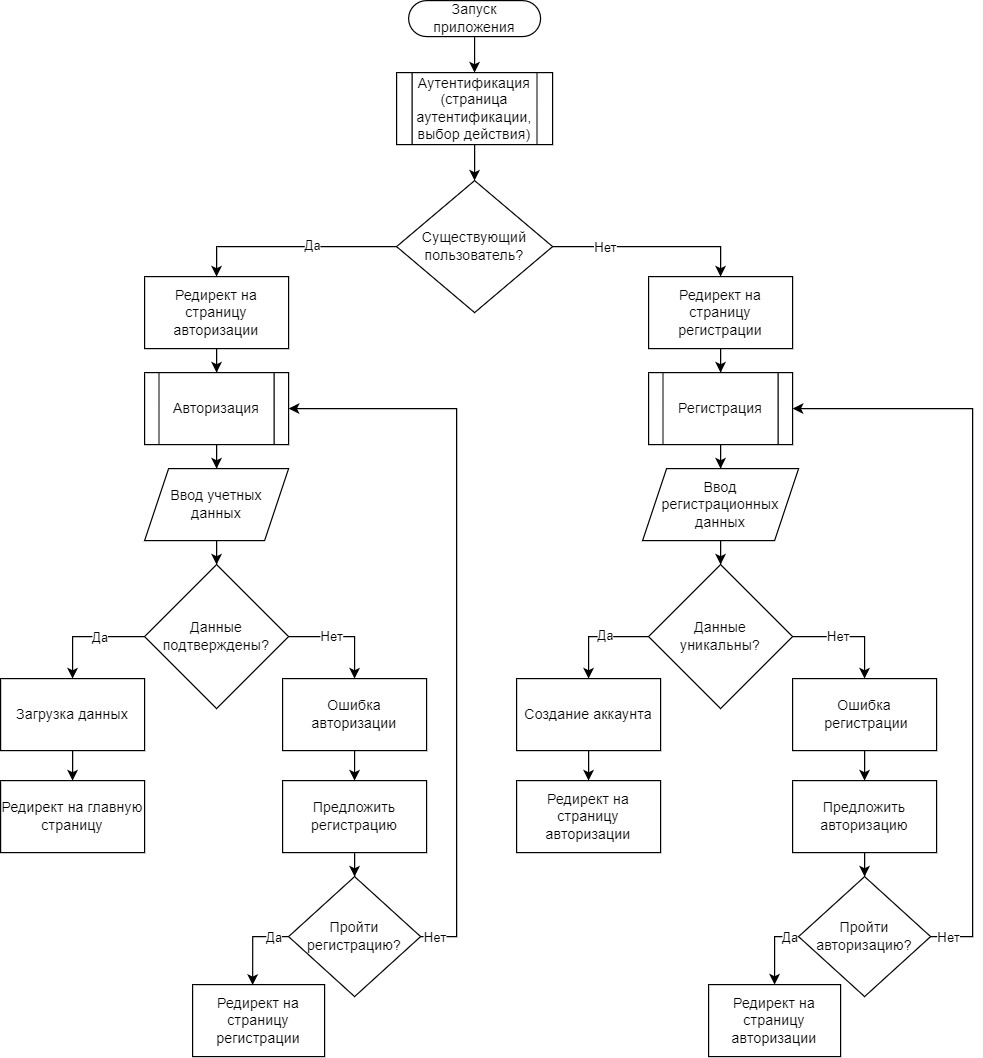 Запуск
приложения
Аутентификация
(страница
аутентификации,
выбор действия)
Существующий
пользователь?
Да
Нет
Редирект на
страницу
авторизации
Редирект на
страницу
регистрации
Авторизация
Регистрация
Ввод учетных
данных
Ввод
регистрационных
данных
Данные
подтверждены?
Да
Нет
Данные
уникальны?
Да
Нет
Загрузка данных
Ошибка
авторизации
Создание аккаунта
Ошибка
регистрации
Редирект на главную
страницу
Предложить
регистрацию
Редирект на
страницу
авторизации
Предложить
авторизацию
Пройти
регистрацию?
Да
Нет
Пройти
авторизацию?
Да
Нет
Редирект на
страницу
регистрации
Редирект на
страницу
авторизации